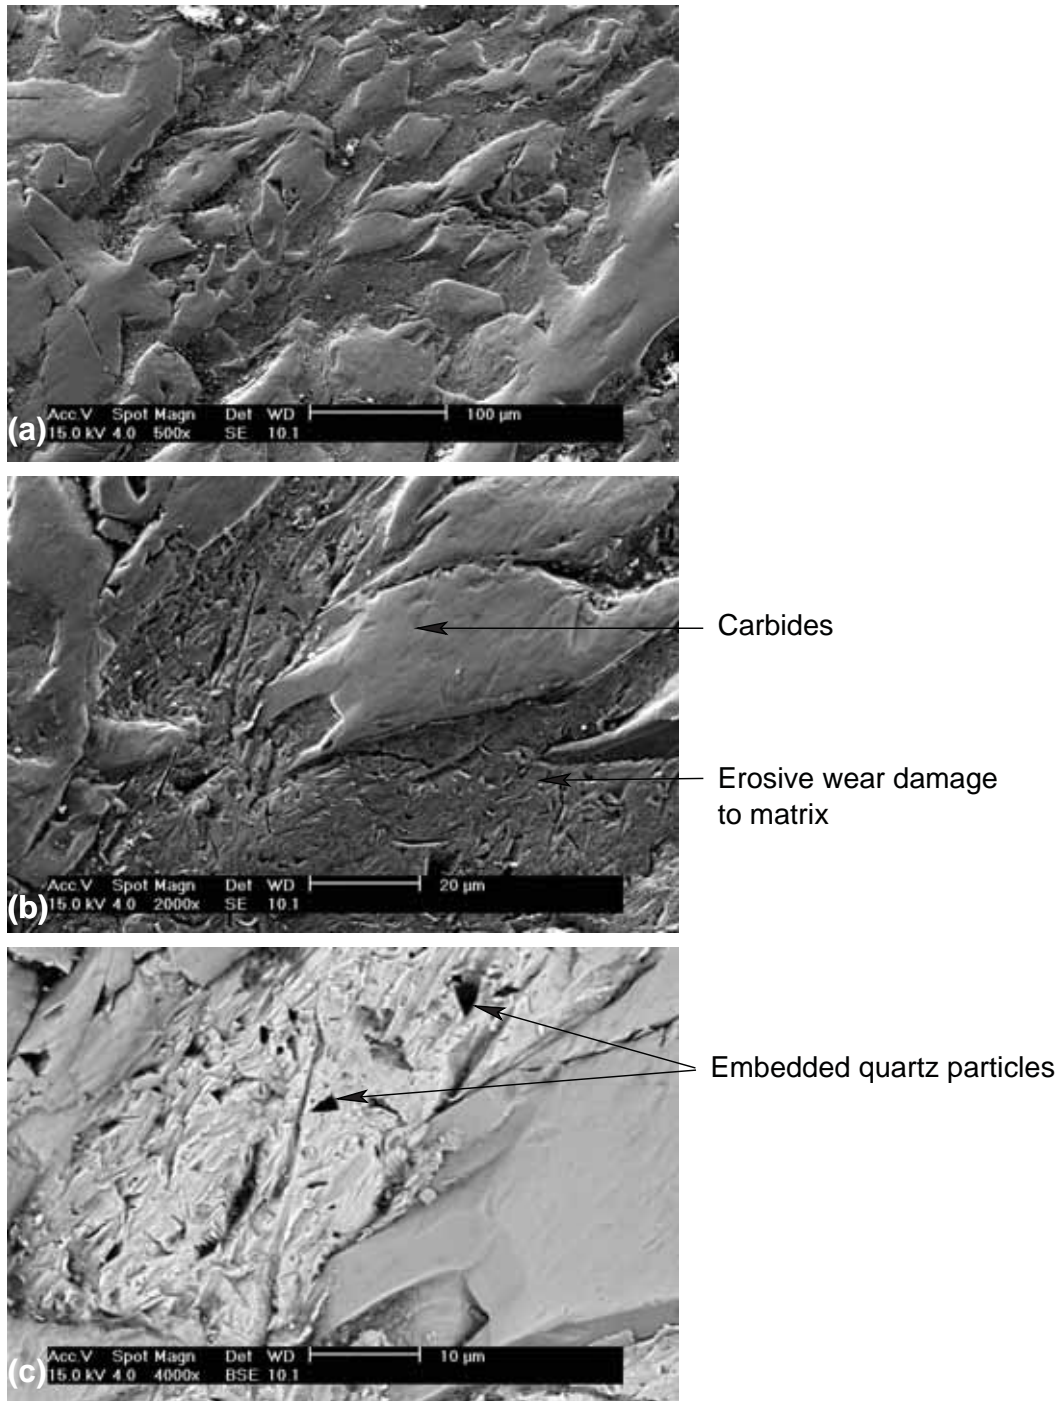 Acc.V Spot Magn Det WD 100 µm
(a) 15.0 kV 4.0 500x SE 10.1
Carbides
Erosive wear damage
to matrix
Acc.V Spot Magn Det WD 20 µm
(b) 15.0 kV 4.0 2000x SE 10.1
Embedded quartz particles
Acc.V Spot Magn Det WD 10 µm
(c) 15.0 kV 4.0 4000x BSE 10.1